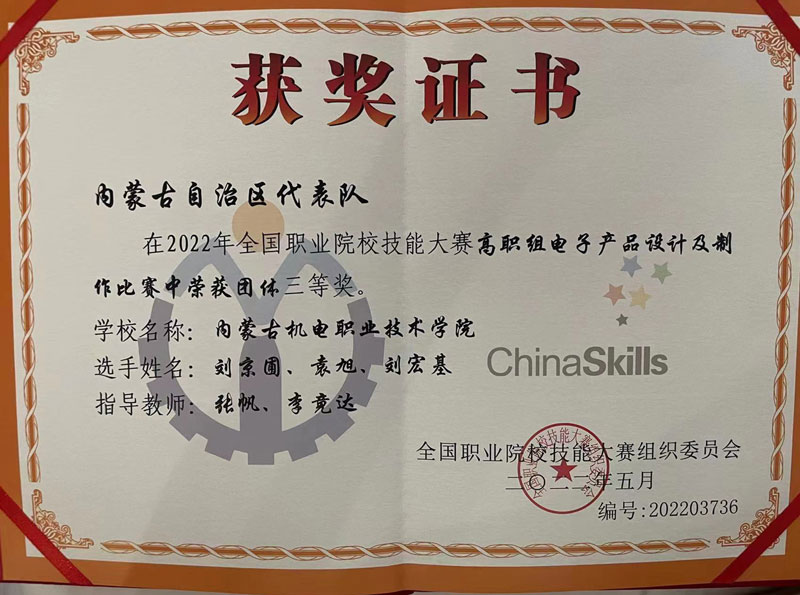 获奖证书
内蒙古自治区代表队
在2022年全国职业院校技能大赛高职组电子产品设计及制
作比赛中荣获团体三等奖。
学校名称：内蒙古机电职业技术学院
选手姓名：刘京圃、袁旭、刘宏基
指导教师：张帆、李竟达
ChinaSkills
全国职业院校技能大赛组织委员会
二〇二二年五月
编号:202203736